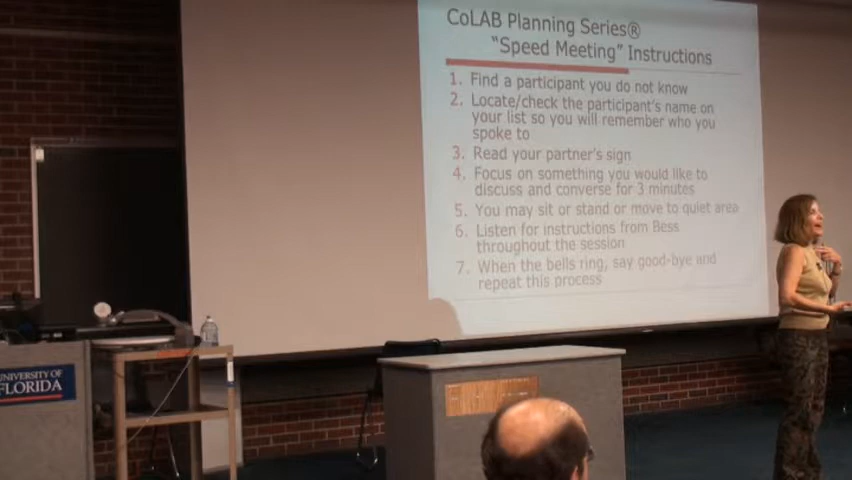 CoLAB Planning Series®
"Speed Meeting" Instructions
1. Find a participant you do not know
2. Locate/check the participant's name on
your list so you will remember who you
spoke to
3. Read your partner's sign
4. Focus on something you would like to
discuss and converse for 3 minutes
5. You may sit or stand or move to quiet area
6. Listen for instructions from Bess
throughout the session
7. When the bells ring, say good-bye and
repeat this process
UNIVERSITY OF
FLORIDA